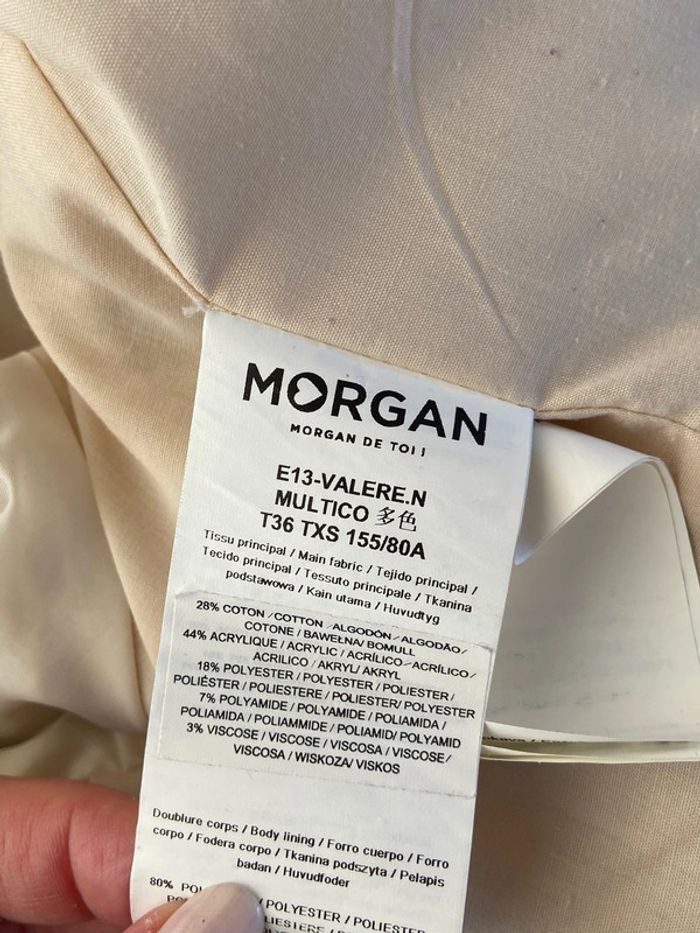 MORGAN
MORGAN DE TOI !
E13-VALERE.N
MULTICO 多色
T36 TXS 155/80A
Tissu principal / Main fabric / Tejido principal /
Tecido principal / Tessuto principale / Tkanina
podstawowa / Kain utama / Huvudtyg
28% COTON / COTTON / ALGODÓN / ALGODÃO /
COTONE / BAWEŁNA/ BOMULL
44% ACRYLIQUE / ACRYLIC / ACRÍLICO / ACRÍLICO /
ACRILICO / AKRYL/ AKRYL
18% POLYESTER / POLYESTER / POLIESTER /
POLIÉSTER / POLIESTERE / POLIESTER/ POLYESTER
7% POLYAMIDE / POLYAMIDE / POLIAMIDA /
POLIAMIDA / POLIAMMIDE / POLIAMID/ POLYAMID
3% VISCOSE / VISCOSE / VISCOSA / VISCOSE /
VISCOSA / WISKOZA/ VISKOS
Doublure corps / Body lining / Forro cuerpo / Forro
corpo / Fodera corpo / Tkanina podszyta / Pelapis
badan / Huvudfoder
80% POL / POLYESTER / POLIESTER